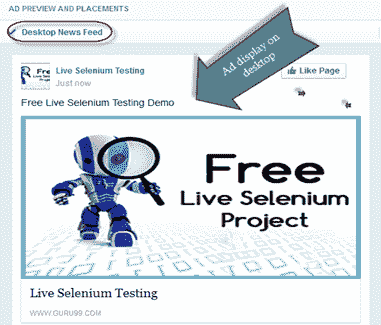 AD PREVIEW AND PLACEMENTS
Desktop News Feed
Ad display on
desktop
Live Selenium Testing
Just now
Like Page
Free Live Selenium Testing Demo
Free
Live Selenium
Project
Live Selenium Testing
WWW.GURU99.COM